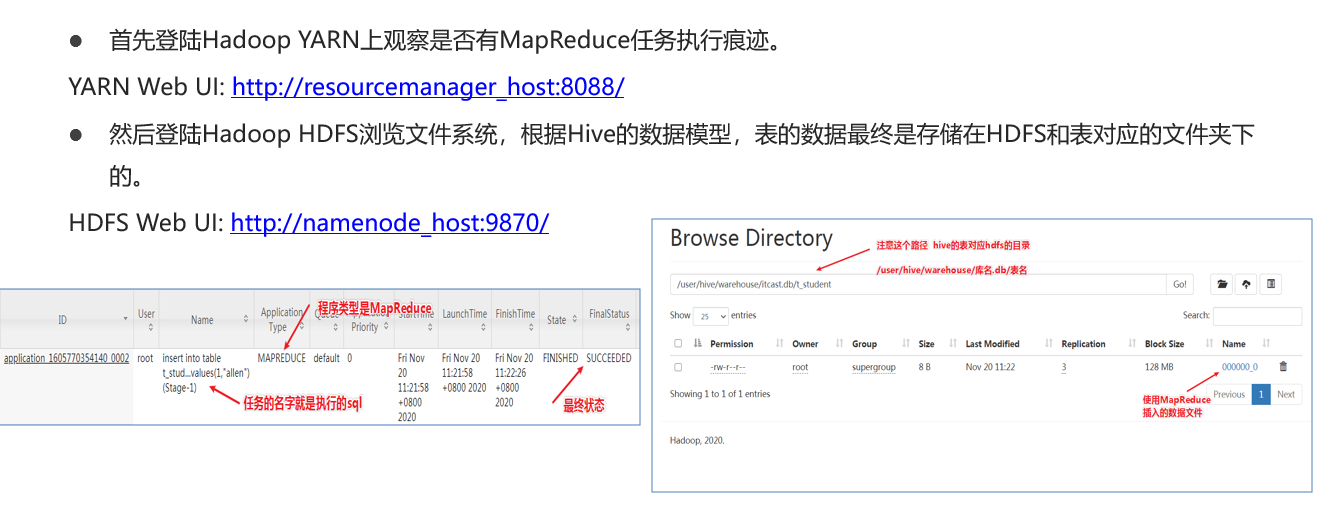 ● 首先登陆Hadoop YARN上观察是否有MapReduce任务执行痕迹。
YARN Web UI: http://resourcemanager_host:8088/
● 然后登陆Hadoop HDFS浏览文件系统，根据Hive的数据模型，表的数据最终是存储在HDFS和表对应的文件夹下
的。
HDFS Web UI: http://namenode_host:9870/
ID User Name Application Type Priority StartTime LaunchTime FinishTime State FinalStatus
程序类型是MapReduce
application_1605770354140_0002 root insert into table MAPREDUCE default 0 Fri Nov Fri Nov 20 Fri Nov 20 FINISHED SUCCEEDED
t_stud...values(1,"allen") 20 11:21:58 11:22:26
(Stage-1) 11:21:58 +0800 2020 +0800
+0800 2020
2020
任务的名字就是执行的sql
最终状态
Browse Directory
注意这个路径 hive的表对应hdfs的目录
/user/hive/warehouse/库名.db/表名
/user/hive/warehouse/itcast.db/t_student Go!
Show 25 entries Search:
Permission Owner Group Size Last Modified Replication Block Size Name
-rw-r--r-- root supergroup 8 B Nov 20 11:22 3 128 MB 000000_0
Showing 1 to 1 of 1 entries Previous 1 Next
使用MapReduce
插入的数据文件
Hadoop, 2020.